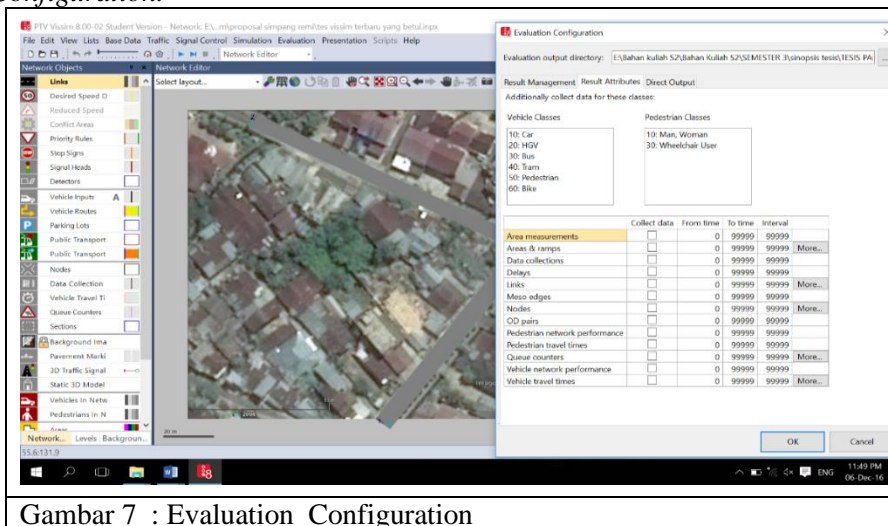 Configuration.
PTV Vissim 8.00-02 Student Version - Network: E:\...m\proposal simpang remi\tes vissim terbaru yang betul.inpx
File Edit View Lists Base Data Traffic Signal Control Simulation Evaluation Presentation Scripts Help
Network Editor
Network Objects
Network Editor
Select layout...
Links
Desired Speed D
Reduced Speed
Conflict Areas
Priority Rules
Stop Signs
Signal Heads
Detectors
Vehicle Inputs A
Vehicle Routes
Parking Lots
Public Transport
Public Transport
Nodes
Data Collection
Vehicle Travel Ti
Queue Counters
Sections
Background Ima
Pavement Marki
3D Traffic Signal
Static 3D Model
Vehicles In Netw
Pedestrians In N
Areas
Network... Levels Backgroun...
20 m
55.6:131.9
Evaluation Configuration
Evaluation output directory: E:\Bahan kuliah S2\Bahan Kuliah S2\SEMESTER 3\sinopsis tesis\TESIS PA
Result Management Result Attributes Direct Output
Additionally collect data for these classes:
Vehicle Classes Pedestrian Classes
10: Car 10: Man, Woman
20: HGV 30: Wheelchair User
30: Bus
40: Tram
50: Pedestrian
60: Bike
Collect data From time To time Interval
Area measurements 0 99999 99999
Areas & ramps 0 99999 99999 More...
Data collections 0 99999 99999
Delays 0 99999 99999
Links 0 99999 99999 More...
Meso edges 0 99999 99999
Nodes 0 99999 99999 More...
OD pairs 0 99999 99999
Pedestrian network performance 0 99999 99999
Pedestrian travel times 0 99999 99999
Queue counters 0 99999 99999 More...
Vehicle network performance 0 99999 99999
Vehicle travel times 0 99999 99999 More...
OK Cancel
ENG 11:49 PM
06-Dec-16
Gambar 7 : Evaluation Configuration